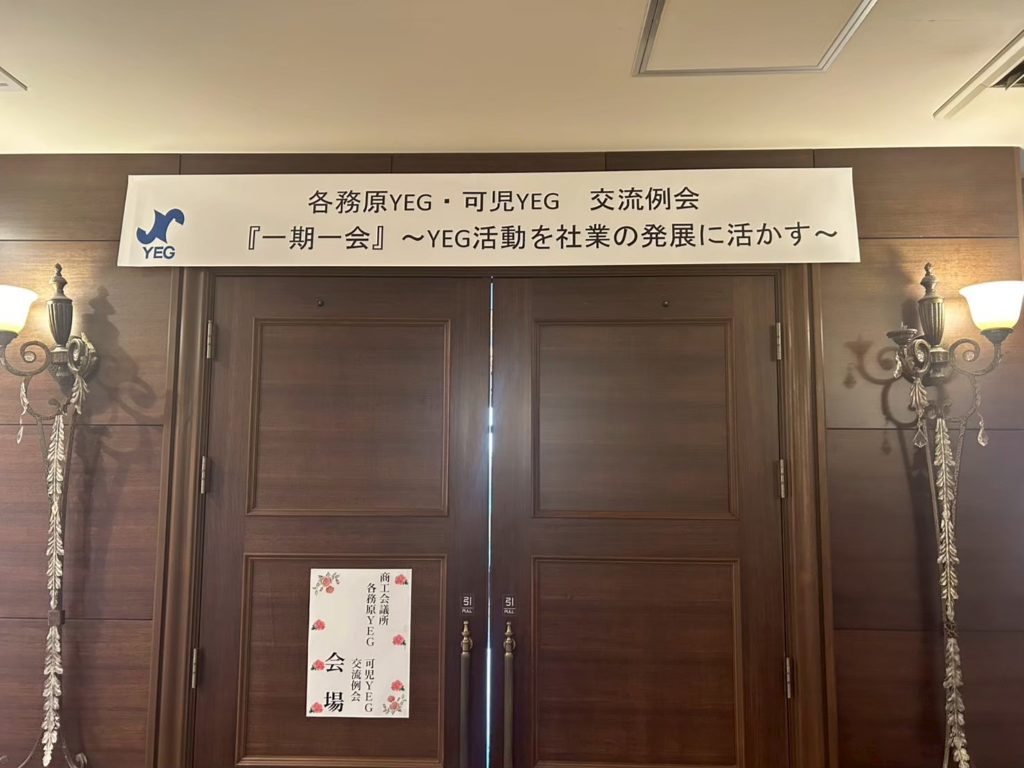 各務原YEG・可児YEG　交流例会
『一期一会』～YEG活動を社業の発展に活かす～
YEG
商工会議所
各務原YEG　可児YEG
交流例会
会場
引
PULL
引
PULL